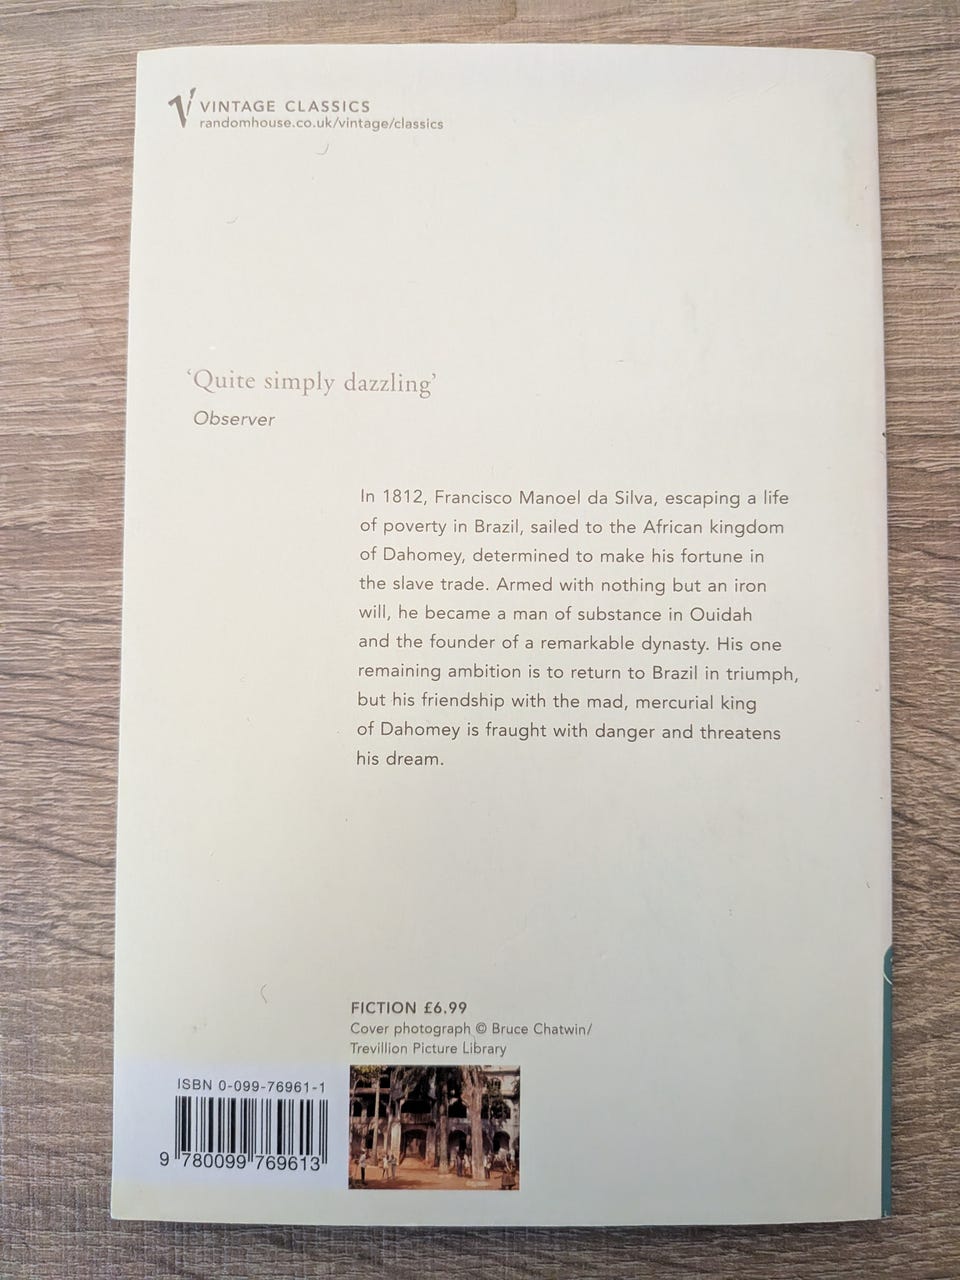 VINTAGE CLASSICS
randomhouse.co.uk/vintage/classics
‘Quite simply dazzling’
Observer
In 1812, Francisco Manoel da Silva, escaping a life
of poverty in Brazil, sailed to the African kingdom
of Dahomey, determined to make his fortune in
the slave trade. Armed with nothing but an iron
will, he became a man of substance in Ouidah
and the founder of a remarkable dynasty. His one
remaining ambition is to return to Brazil in triumph,
but his friendship with the mad, mercurial king
of Dahomey is fraught with danger and threatens
his dream.
FICTION £6.99
Cover photograph © Bruce Chatwin/
Trevillion Picture Library
ISBN 0-099-76961-1
9 780099 769613